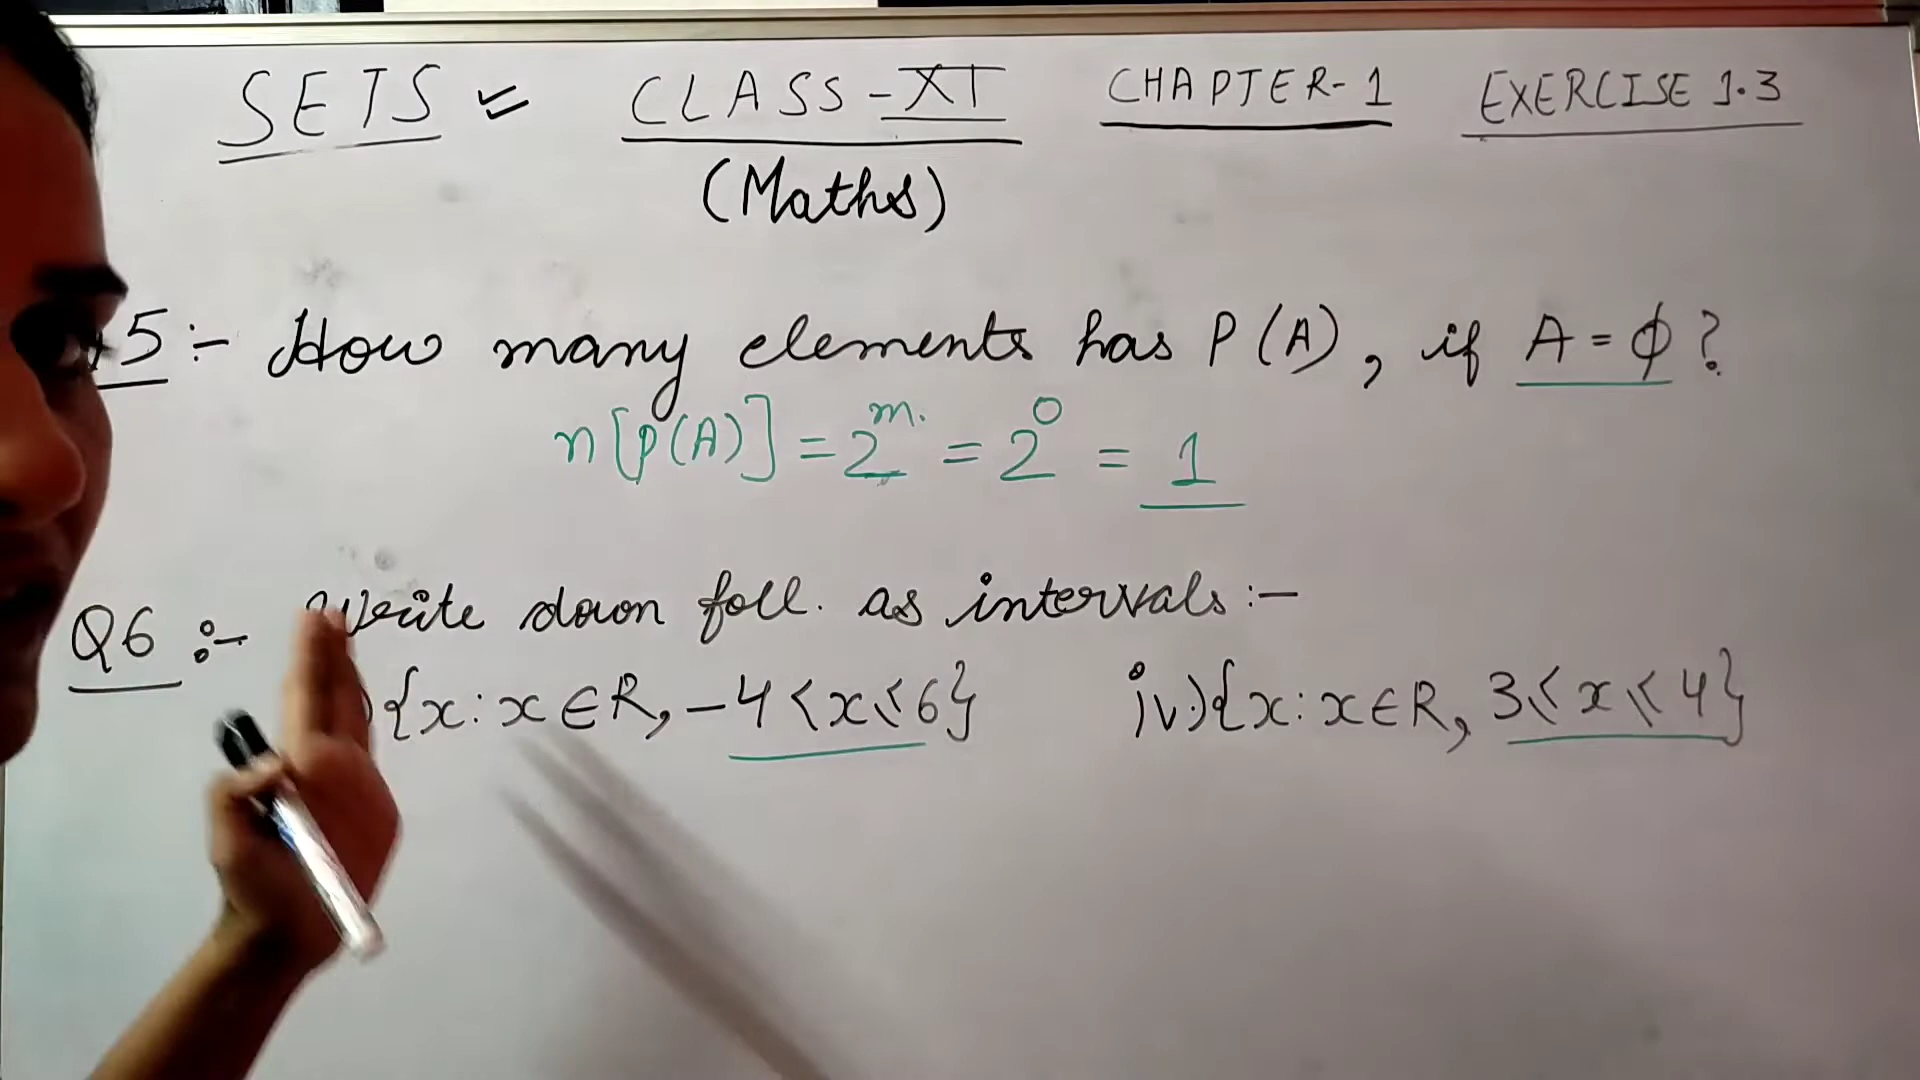 SETS CLASS-XI CHAPTER-1 EXERCISE 1.3
(Maths)
5:- How many elements has P(A), if A = ϕ?
n[P(A)] = 2^m. = 2^0 = 1
Q6 :- Write down foll. as intervals :-
) {x : x ∈ R, -4 < x ≤ 6} iv) {x : x ∈ R, 3 ≤ x ≤ 4}